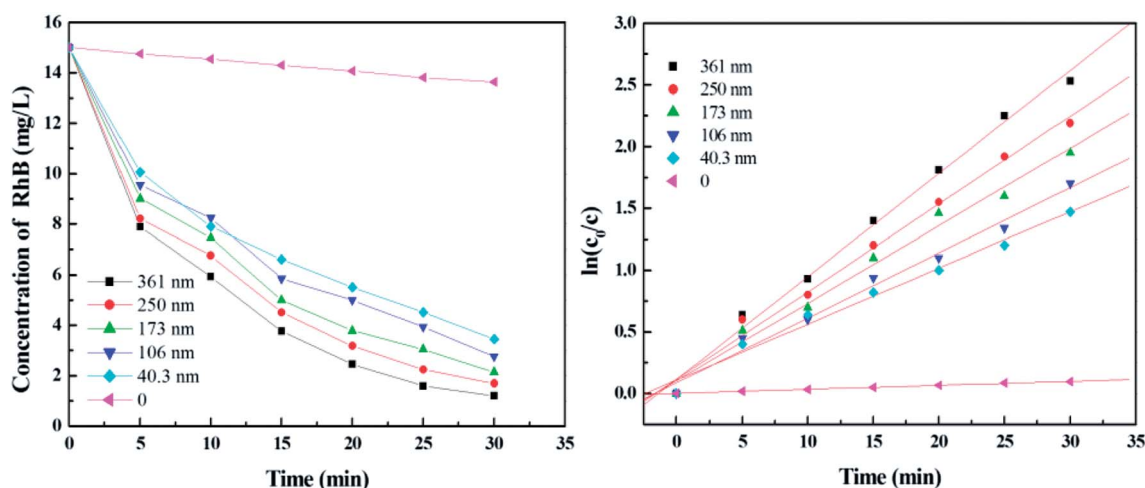 16
14
12
10
8
6
4
2
0
Concentration of RhB (mg/L)
361 nm
250 nm
173 nm
106 nm
40.3 nm
0
0 5 10 15 20 25 30 35
Time (min)
3.0
2.5
2.0
1.5
1.0
0.5
0.0
ln(c₀/c)
361 nm
250 nm
173 nm
106 nm
40.3 nm
0
0 5 10 15 20 25 30 35
Time (min)